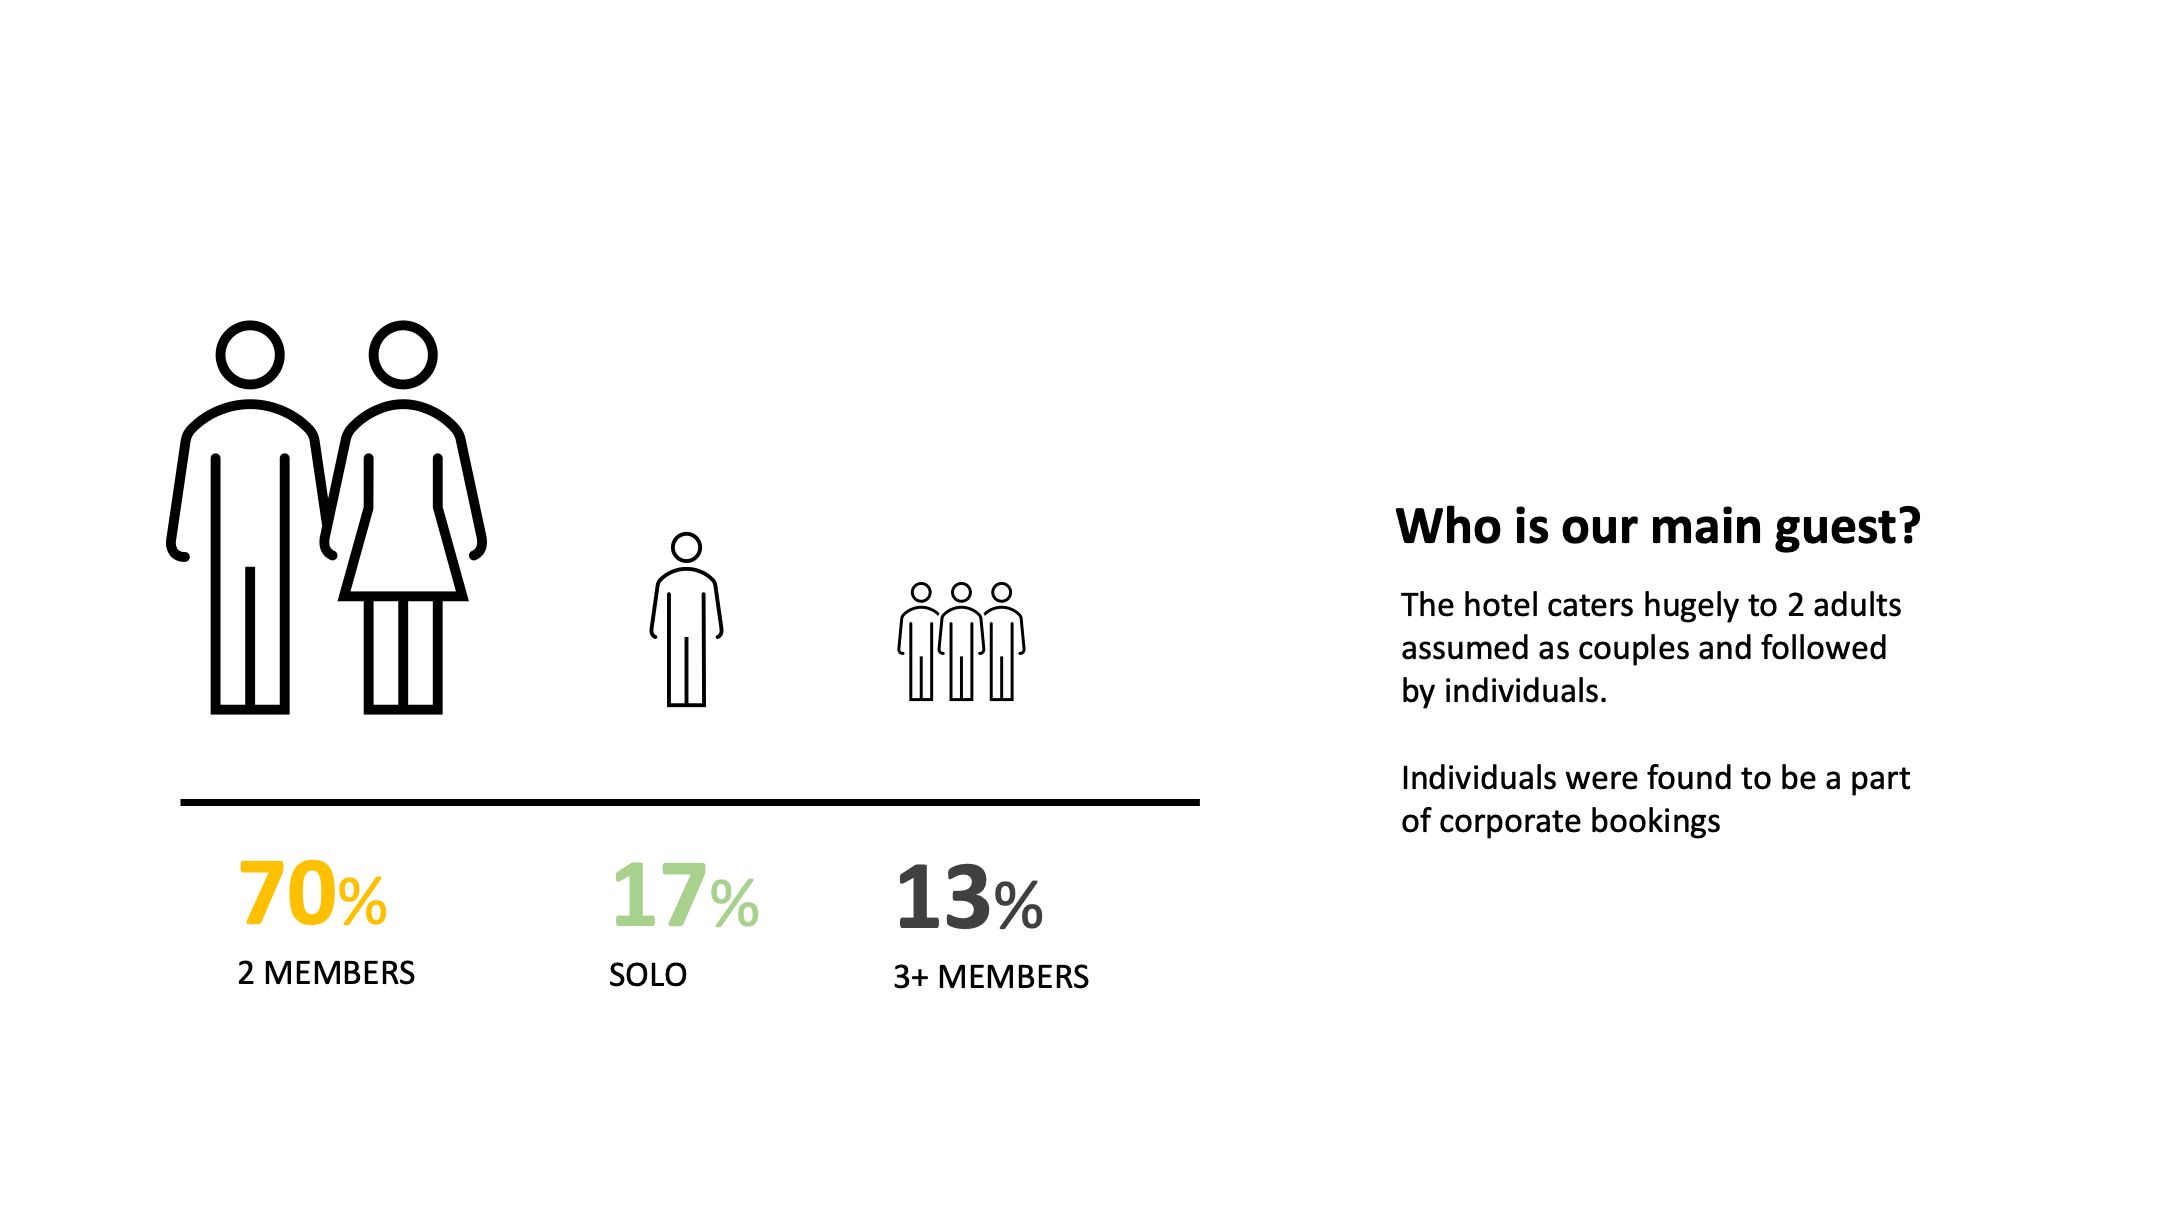 70%
2 MEMBERS
17%
SOLO
13%
3+ MEMBERS
Who is our main guest?
The hotel caters hugely to 2 adults
assumed as couples and followed
by individuals.
Individuals were found to be a part
of corporate bookings